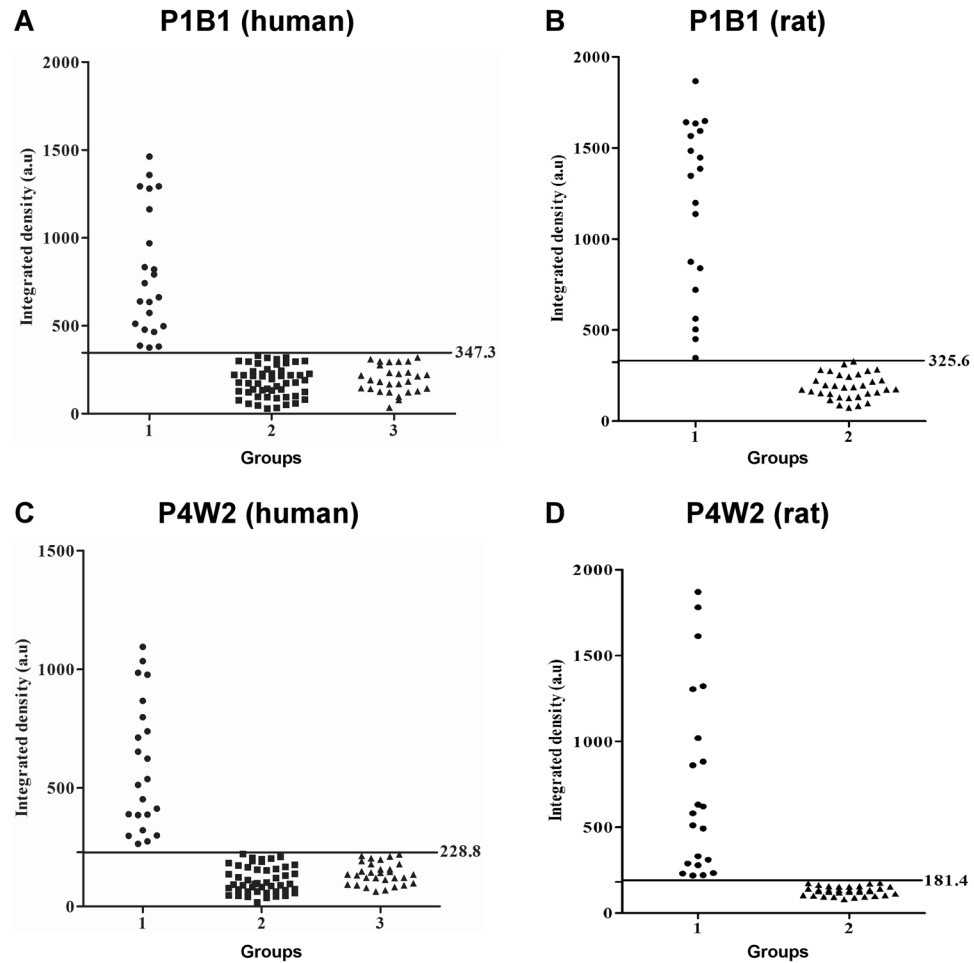 A P1B1 (human)
Integrated density (a.u)
2000
1500
1000
500
0
347.3
1 2 3
Groups
B P1B1 (rat)
Integrated density (a.u)
2000
1500
1000
500
0
325.6
1 2
Groups
C P4W2 (human)
Integrated density (a.u)
1500
1000
500
0
228.8
1 2 3
Groups
D P4W2 (rat)
Integrated density (a.u)
2000
1500
1000
500
0
181.4
1 2
Groups